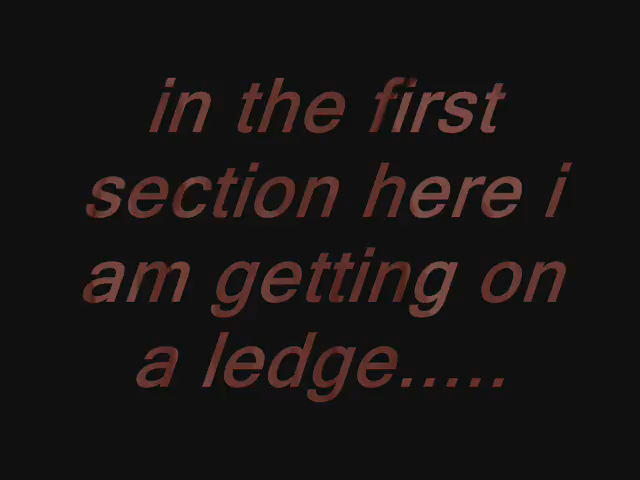 in the first
section here i
am getting on
a ledge.....